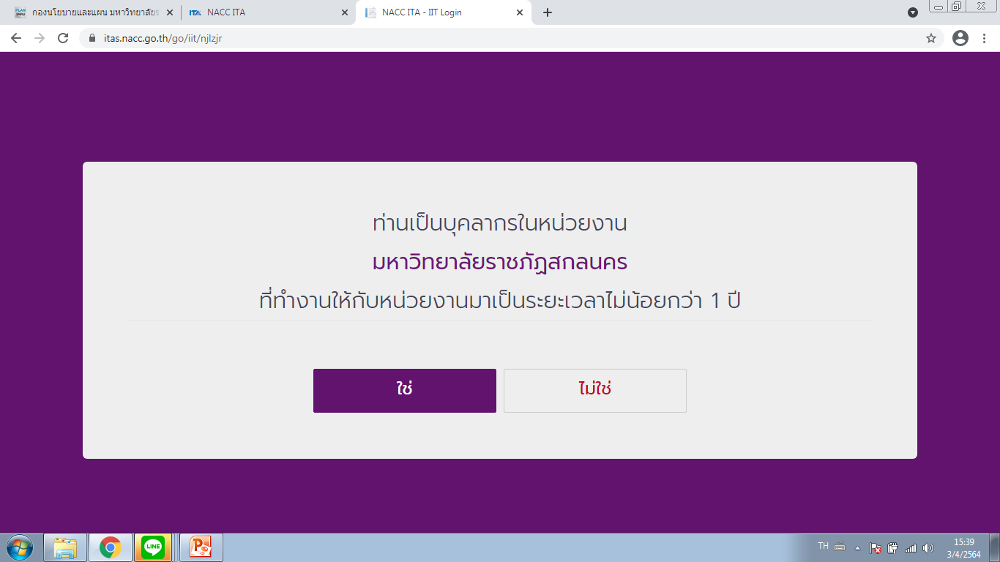 กองนโยบายและแผน มหาวิทยาลัยร
NACC ITA
NACC ITA - IIT Login
itas.nacc.go.th/go/iit/njlzjr
ท่านเป็นบุคลากรในหน่วยงาน
มหาวิทยาลัยราชภัฏสกลนคร
ที่ทำงานให้กับหน่วยงานมาเป็นระยะเวลาไม่น้อยกว่า 1 ปี
ใช่
ไม่ใช่
LINE
TH
15:39
3/4/2564